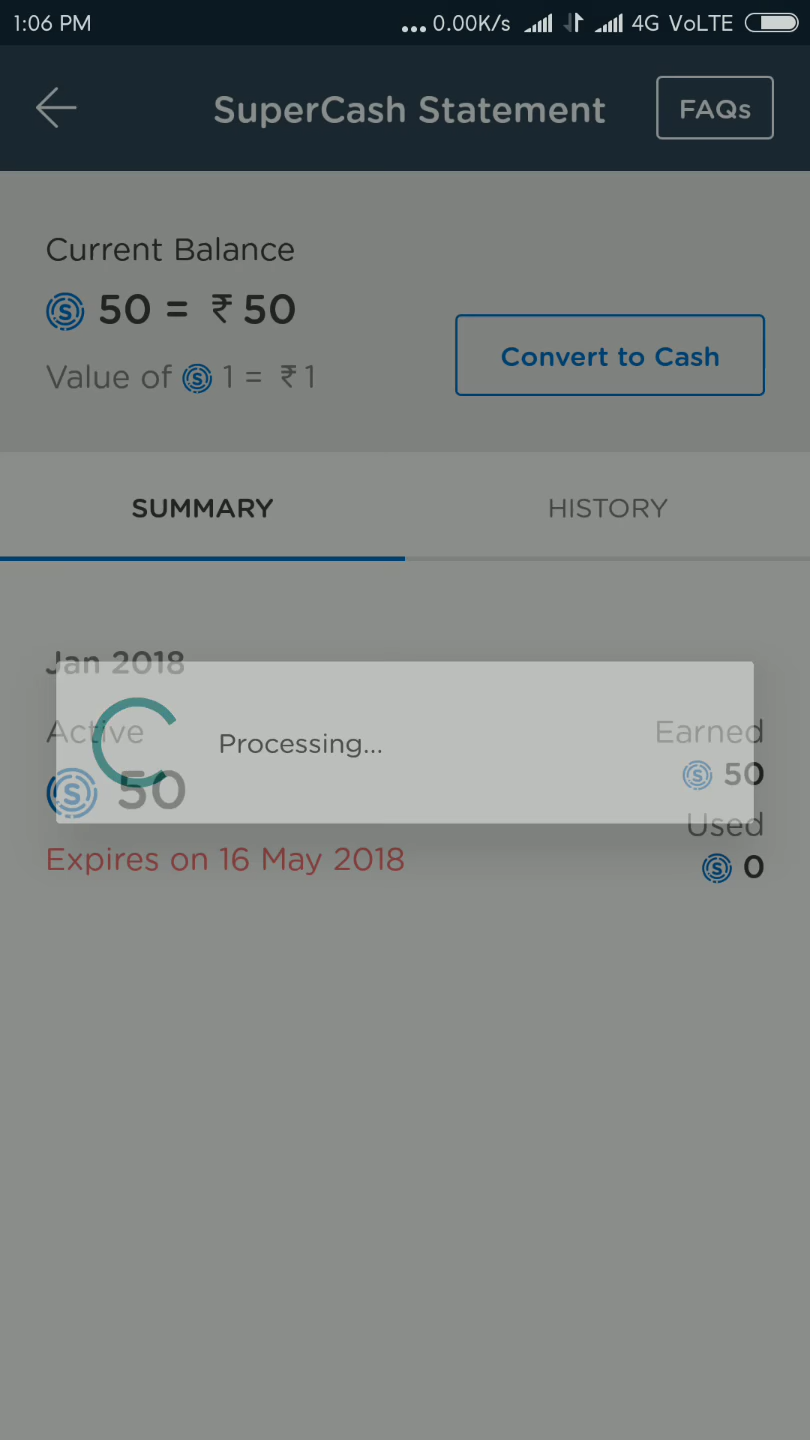 1:06 PM ... 0.00K/s 4G VoLTE
SuperCash Statement FAQs
Current Balance
50 = ₹ 50
Value of S 1 = ₹ 1
Convert to Cash
SUMMARY HISTORY
Jan 2018
Active Earned
Processing...
S 50 S 50
Used
Expires on 16 May 2018
S 0